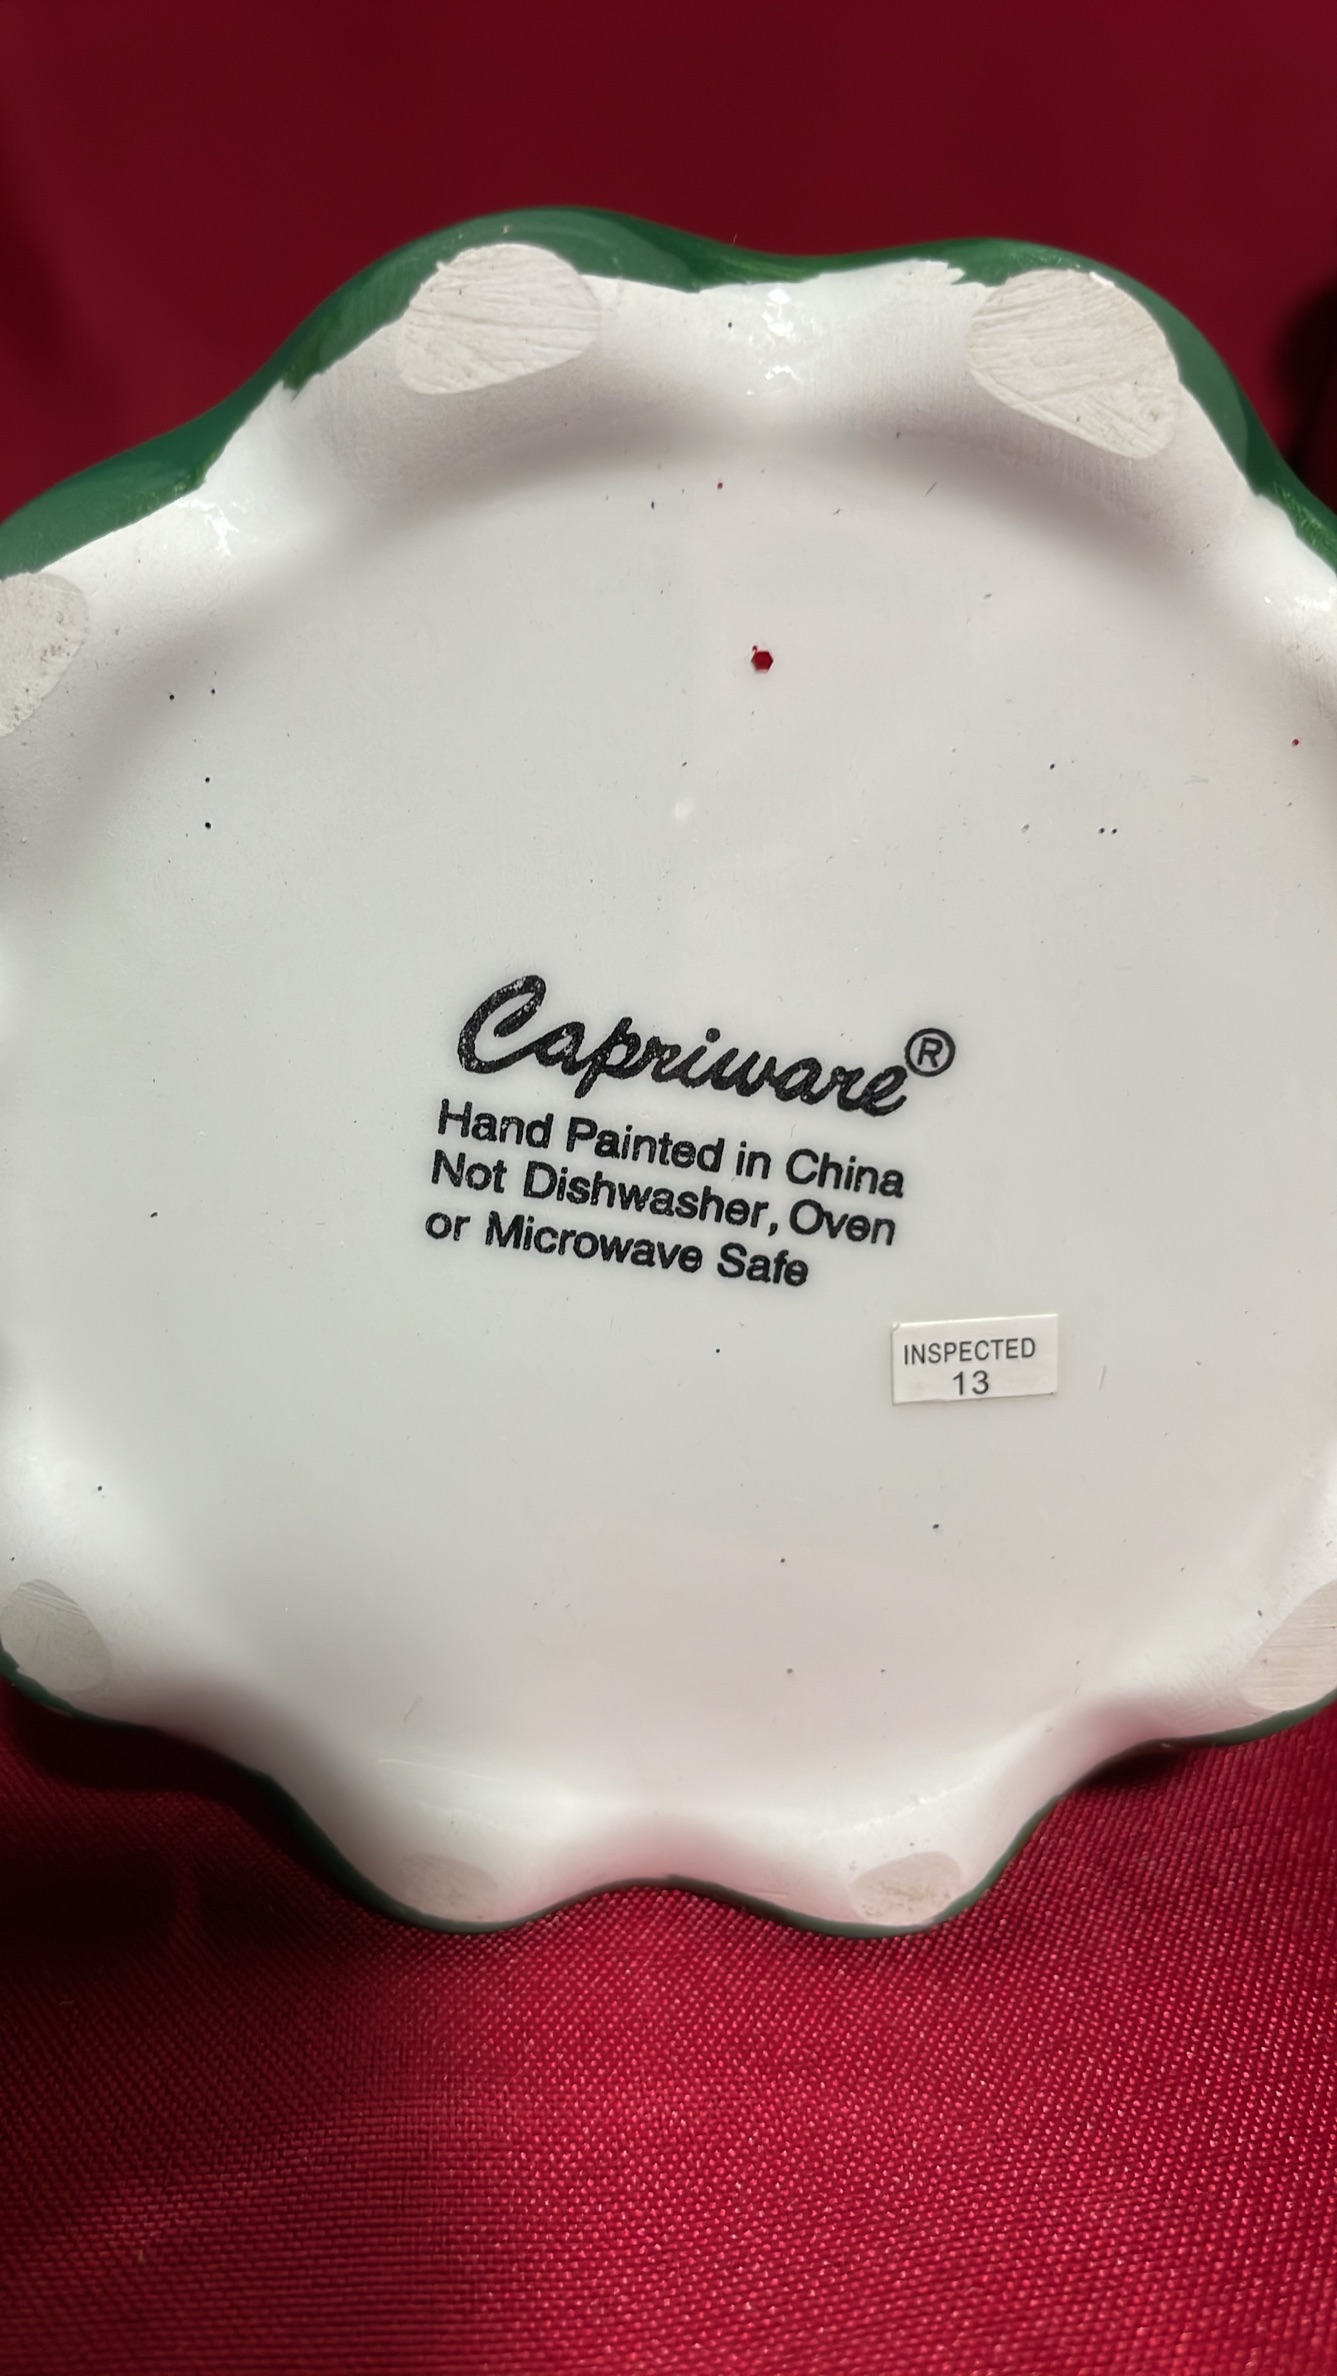 Capriware®
Hand Painted in China
Not Dishwasher, Oven
or Microwave Safe
INSPECTED
13